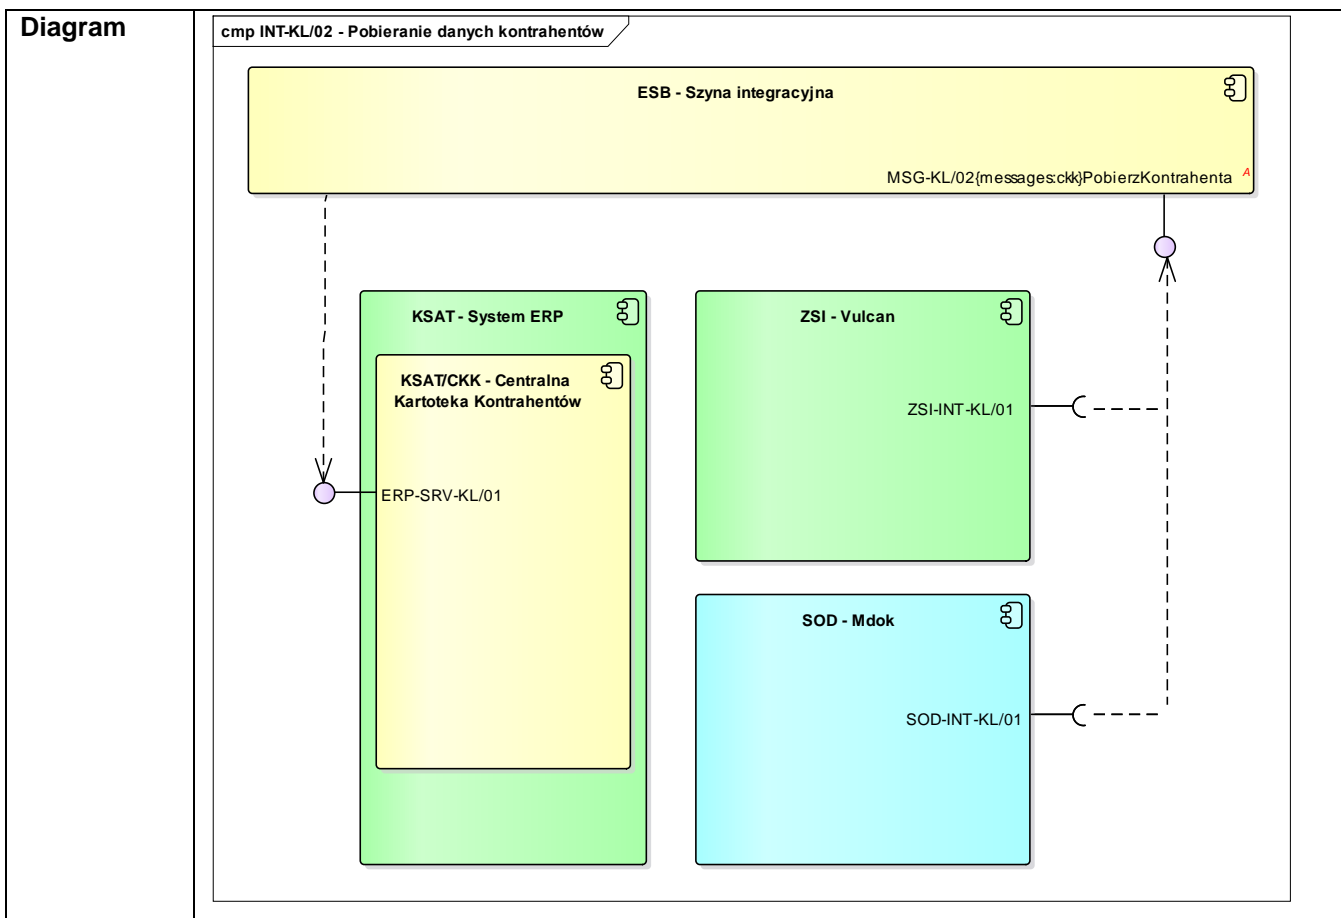 Diagram
cmp INT-KL/02 - Pobieranie danych kontrahentów
ESB - Szyna integracyjna
MSG-KL/02{messages:ckk}PobierzKontrahenta
A
KSAT - System ERP
KSAT/CKK - Centralna
Kartoteka Kontrahentów
ERP-SRV-KL/01
ZSI - Vulcan
ZSI-INT-KL/01
SOD - Mdok
SOD-INT-KL/01